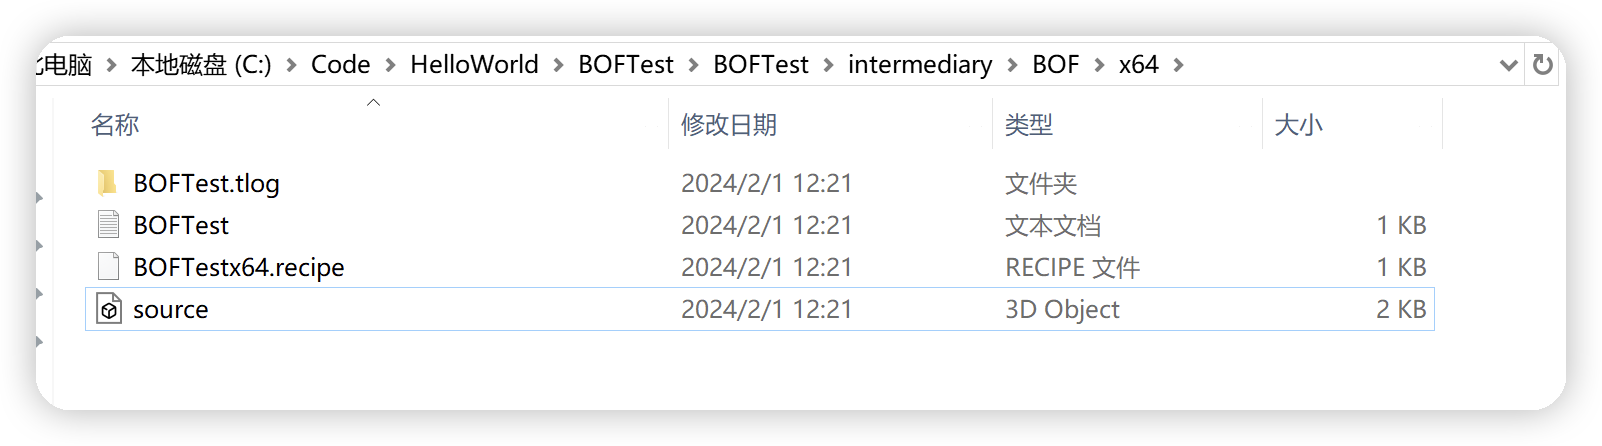 电脑 本地磁盘 (C:) Code HelloWorld BOFTest BOFTest intermediary BOF x64
名称 修改日期 类型 大小
BOFTest.tlog 2024/2/1 12:21 文件夹
BOFTest 2024/2/1 12:21 文本文档 1 KB
BOFTestx64.recipe 2024/2/1 12:21 RECIPE 文件 1 KB
source 2024/2/1 12:21 3D Object 2 KB